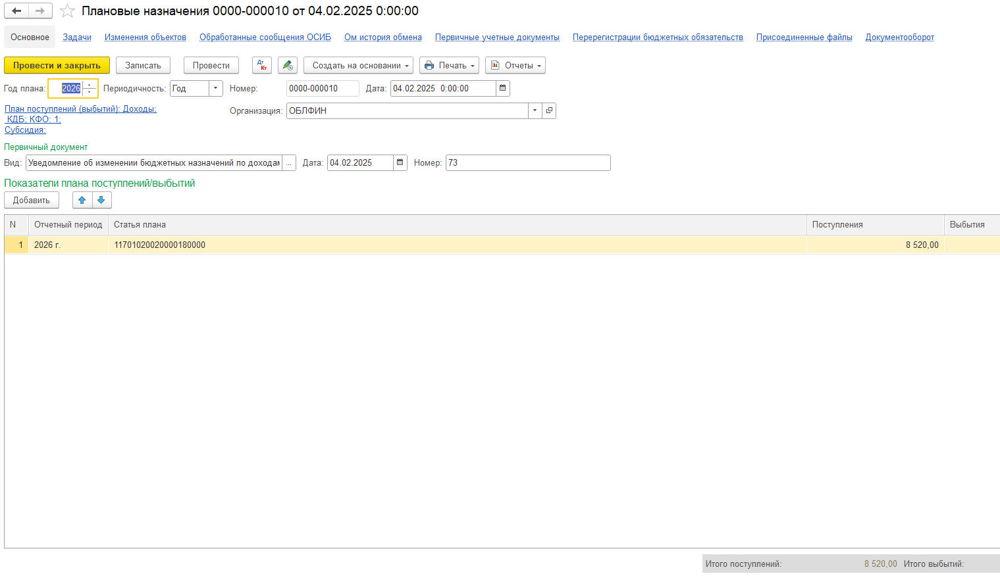 Плановые назначения 0000-000010 от 04.02.2025 0:00:00
Основное Задачи Изменения объектов Обработанные сообщения ОСИБ Ом история обмена Первичные учетные документы Перерегистрации бюджетных обязательств Присоединенные файлы Документооборот
Провести и закрыть Записать Провести Дт Кт Создать на основании Печать Отчеты
Год плана: 2026 Периодичность: Год Номер: 0000-000010 Дата: 04.02.2025 0:00:00
План поступлений (выбытий): Доходы; Организация: ОБЛФИН
КДБ; КФО: 1;
Субсидия:
Первичный документ
Вид: Уведомление об изменении бюджетных назначений по доходам ... Дата: 04.02.2025 Номер: 73
Показатели плана поступлений/выбытий
Добавить
N Отчетный период Статья плана Поступления Выбытия
1 2026 г. 11701020020000180000 8 520,00
Итого поступлений: 8 520,00 Итого выбытий: